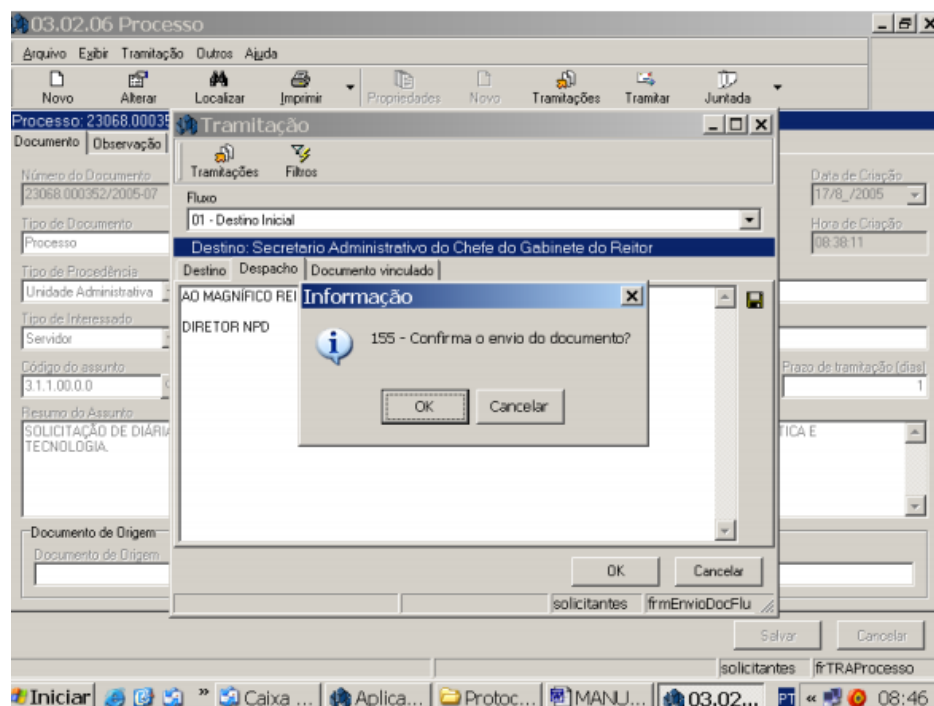 03.02.06 Processo
Arquivo Exibir Tramitação Outros Ajuda
Novo Alterar Localizar Imprimir Propriedades Novo Tramitações Tramitar Juntada
Processo: 23068.00035
Documento Observação
Número do Documento
23068.000352/2005-07
Tipo de Documento
Processo
Tipo de Procedência
Unidade Administrativa
Tipo de Interessado
Servidor
Código do assunto
3.1.1.00.0.0
Resumo do Assunto
SOLICITAÇÃO DE DIÁRIA
TECNOLOGIA.
Documento de Origem
Documento de Origem
Tramitação
Tramitações Filtros
Fluxo
01 - Destino Inicial
Destino: Secretario Administrativo do Chefe do Gabinete do Reitor
Destino Despacho Documento vinculado
AO MAGNÍFICO REI
DIRETOR NPD
Informação
155 - Confirma o envio do documento?
OK Cancelar
OK Cancelar
solicitantes frmEnvioDocFlu
Data de Criação
17/8_/2005
Hora de Criação
08:38:11
Prazo de tramitação (dias)
1
TICA E
Salvar Cancelar
solicitantes frTRAProcesso
Iniciar » Caixa ... Aplica... Protoc... MANU... 03.02... PT « 08:46